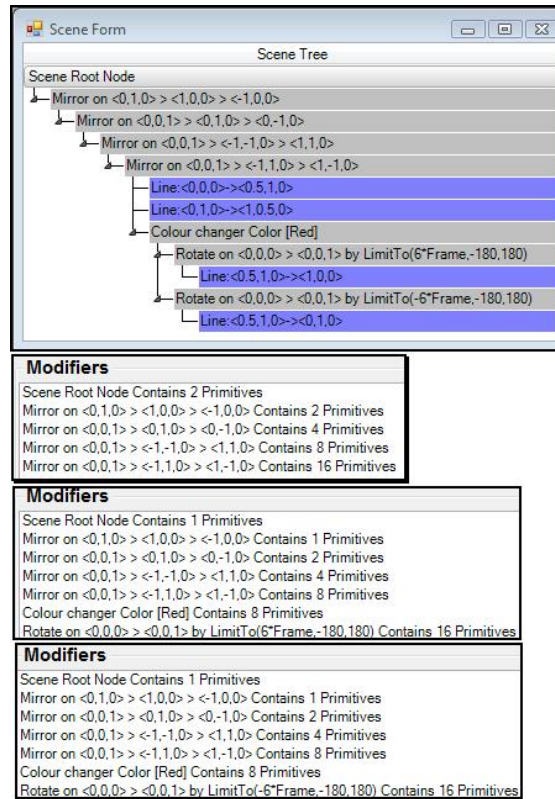 Scene Form
Scene Tree
Scene Root Node
Mirror on <0,1,0> > <1,0,0> > <-1,0,0>
Mirror on <0,0,1> > <0,1,0> > <0,-1,0>
Mirror on <0,0,1> > <-1,-1,0> > <1,1,0>
Mirror on <0,0,1> > <-1,1,0> > <1,-1,0>
Line:<0,0,0>-><0.5,1,0>
Line:<0,1,0>-><1,0.5,0>
Colour changer Color [Red]
Rotate on <0,0,0> > <0,0,1> by LimitTo(6*Frame,-180,180)
Line:<0.5,1,0>-><1,0,0>
Rotate on <0,0,0> > <0,0,1> by LimitTo(-6*Frame,-180,180)
Line:<0.5,1,0>-><0,1,0>
Modifiers
Scene Root Node Contains 2 Primitives
Mirror on <0,1,0> > <1,0,0> > <-1,0,0> Contains 2 Primitives
Mirror on <0,0,1> > <0,1,0> > <0,-1,0> Contains 4 Primitives
Mirror on <0,0,1> > <-1,-1,0> > <1,1,0> Contains 8 Primitives
Mirror on <0,0,1> > <-1,1,0> > <1,-1,0> Contains 16 Primitives
Modifiers
Scene Root Node Contains 1 Primitives
Mirror on <0,1,0> > <1,0,0> > <-1,0,0> Contains 1 Primitives
Mirror on <0,0,1> > <0,1,0> > <0,-1,0> Contains 2 Primitives
Mirror on <0,0,1> > <-1,-1,0> > <1,1,0> Contains 4 Primitives
Mirror on <0,0,1> > <-1,1,0> > <1,-1,0> Contains 8 Primitives
Colour changer Color [Red] Contains 8 Primitives
Rotate on <0,0,0> > <0,0,1> by LimitTo(6*Frame,-180,180) Contains 16 Primitives
Modifiers
Scene Root Node Contains 1 Primitives
Mirror on <0,1,0> > <1,0,0> > <-1,0,0> Contains 1 Primitives
Mirror on <0,0,1> > <0,1,0> > <0,-1,0> Contains 2 Primitives
Mirror on <0,0,1> > <-1,-1,0> > <1,1,0> Contains 4 Primitives
Mirror on <0,0,1> > <-1,1,0> > <1,-1,0> Contains 8 Primitives
Colour changer Color [Red] Contains 8 Primitives
Rotate on <0,0,0> > <0,0,1> by LimitTo(-6*Frame,-180,180) Contains 16 Primitives